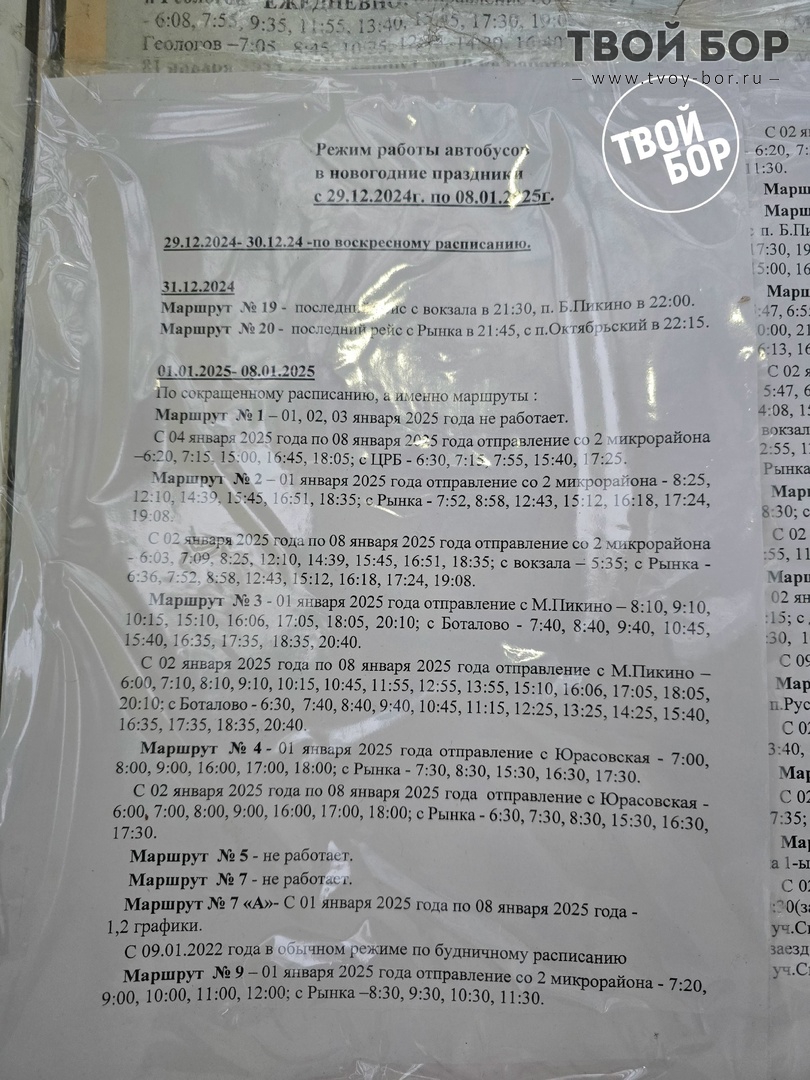 и Геологов ЕЖЕДНЕВНО:
- 6:08, 7:55, 9:35, 11:55, 13:40, 17:30,
Геологов –7:05,
ТВОЙ БОР
– www.tvoy-bor.ru –
ТВОЙ
БОР
Режим работы автобусов
в новогодние праздники
с 29.12.2024г. по 08.01.2025г.
29.12.2024- 30.12.24 -по воскресному расписанию.
31.12.2024
Маршрут № 19 - последний рейс с вокзала в 21:30, п. Б.Пикино в 22:00.
Маршрут № 20 - последний рейс с Рынка в 21:45, с п.Октябрьский в 22:15.
01.01.2025- 08.01.2025
По сокращенному расписанию, а именно маршруты :
Маршрут № 1 – 01, 02, 03 января 2025 года не работает.
С 04 января 2025 года по 08 января 2025 года отправление со 2 микрорайона
–6:20, 7:15, 15:00, 16:45, 18:05; с ЦРБ - 6:30, 7:15, 7:55, 15:40, 17:25.
Маршрут № 2 – 01 января 2025 года отправление со 2 микрорайона - 8:25,
12:10, 14:39, 15:45, 16:51, 18:35; с Рынка - 7:52, 8:58, 12:43, 15:12, 16:18, 17:24,
19:08.
С 02 января 2025 года по 08 января 2025 года отправление со 2 микрорайона
- 6:03, 7:09, 8:25, 12:10, 14:39, 15:45, 16:51, 18:35; с вокзала – 5:35; с Рынка -
6:36, 7:52, 8:58, 12:43, 15:12, 16:18, 17:24, 19:08.
Маршрут № 3 - 01 января 2025 года отправление с М.Пикино – 8:10, 9:10,
10:15, 15:10, 16:06, 17:05, 18:05, 20:10; с Боталово - 7:40, 8:40, 9:40, 10:45,
15:40, 16:35, 17:35, 18:35, 20:40.
С 02 января 2025 года по 08 января 2025 года отправление с М.Пикино –
6:00, 7:10, 8:10, 9:10, 10:15, 10:45, 11:55, 12:55, 13:55, 15:10, 16:06, 17:05, 18:05,
20:10; с Боталово - 6:30, 7:40, 8:40, 9:40, 10:45, 11:15, 12:25, 13:25, 14:25, 15:40,
16:35, 17:35, 18:35, 20:40.
Маршрут № 4 - 01 января 2025 года отправление с Юрасовская - 7:00,
8:00, 9:00, 16:00, 17:00, 18:00; с Рынка - 7:30, 8:30, 15:30, 16:30, 17:30.
С 02 января 2025 года по 08 января 2025 года отправление с Юрасовская -
6:00, 7:00, 8:00, 9:00, 16:00, 17:00, 18:00; с Рынка - 6:30, 7:30, 8:30, 15:30, 16:30,
17:30.
Маршрут № 5 - не работает.
Маршрут № 7 - не работает.
Маршрут № 7 «А»- С 01 января 2025 года по 08 января 2025 года -
1,2 графики.
С 09.01.2022 года в обычном режиме по будничному расписанию
Маршрут № 9 – 01 января 2025 года отправление со 2 микрорайона - 7:20,
9:00, 10:00, 11:00, 12:00; с Рынка –8:30, 9:30, 10:30, 11:30.